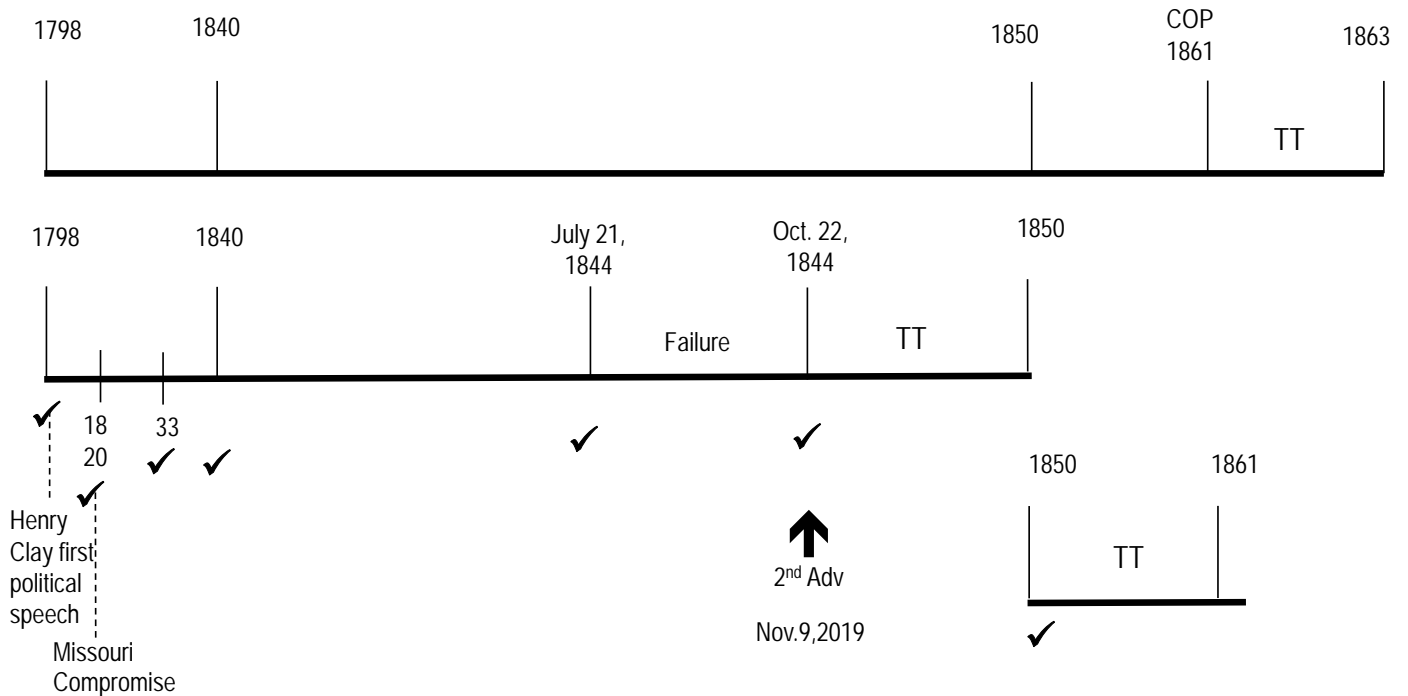 1798
1840
1850
COP
1861
1863
TT
1798
1840
July 21,
1844
Oct. 22,
1844
1850
Failure
TT
18
20
33
Henry
Clay first
political
speech
Missouri
Compromise
2nd Adv
Nov.9,2019
1850
1861
TT